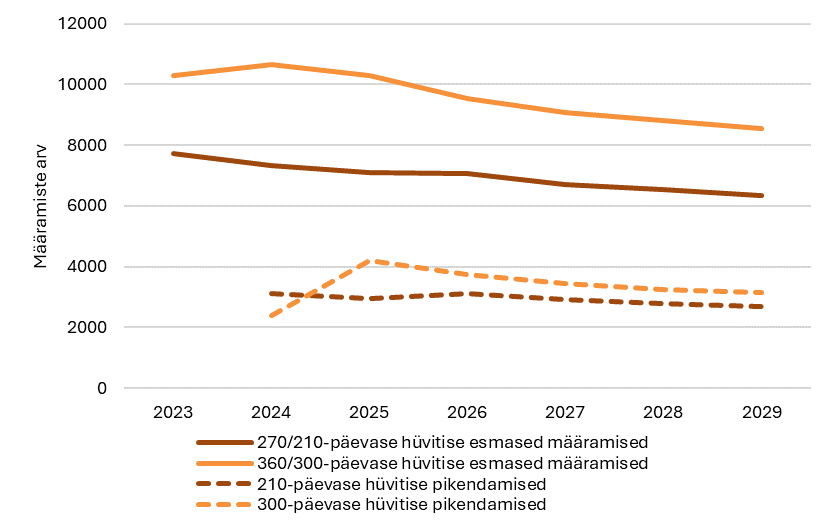 12000
10000
8000
6000
4000
2000
0
Määramiste arv
2023 2024 2025 2026 2027 2028 2029
270/210-päevase hüvitise esmased määramised
360/300-päevase hüvitise esmased määramised
210-päevase hüvitise pikendamised
300-päevase hüvitise pikendamised